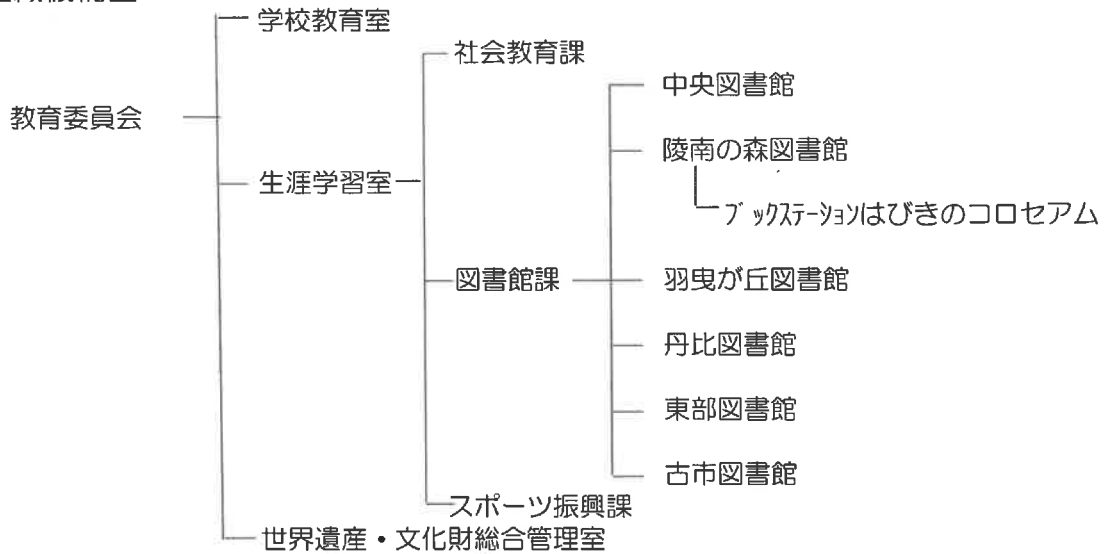 学校教育室
社会教育課
中央図書館
教育委員会
陵南の森図書館
生涯学習室
ブックステーションはびきのコロセアム
図書館課
羽曳が丘図書館
丹比図書館
東部図書館
古市図書館
スポーツ振興課
世界遺産・文化財総合管理室